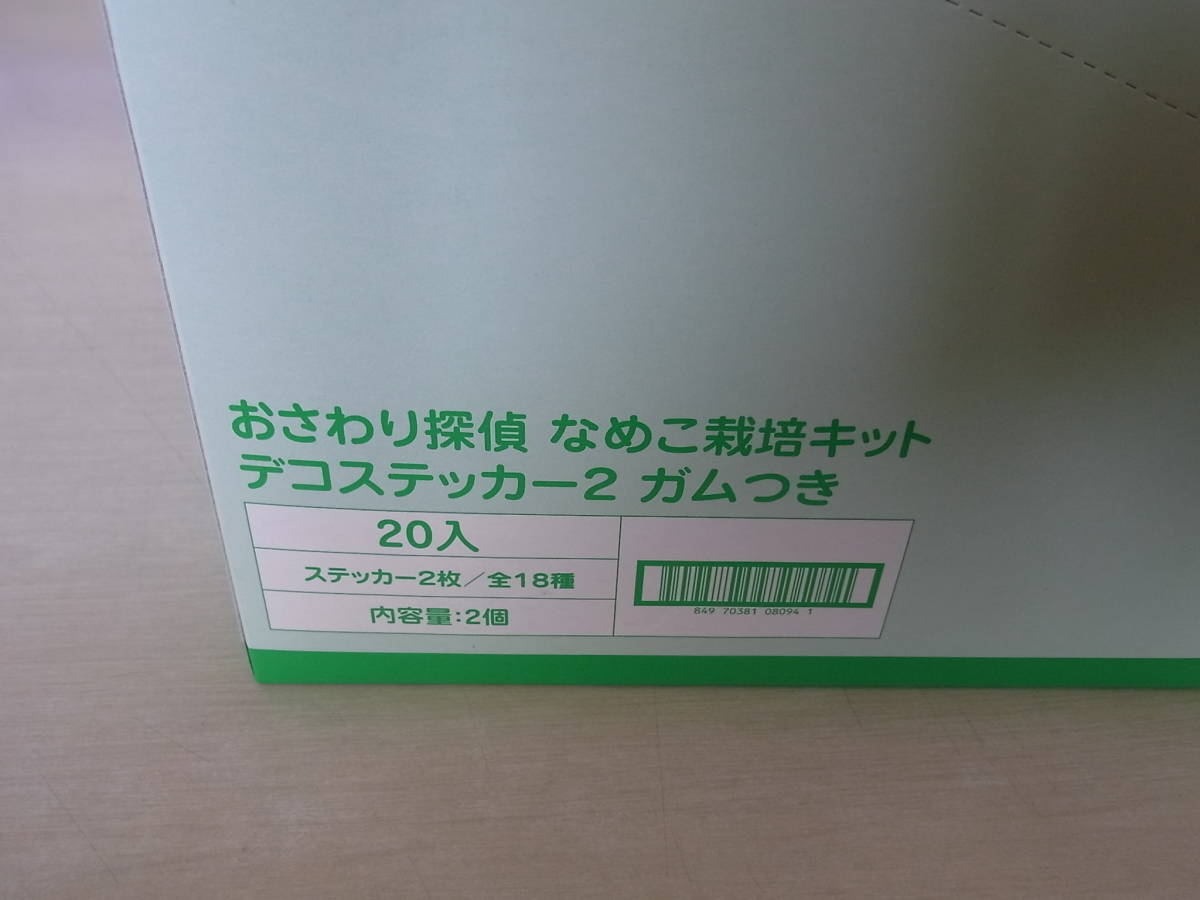 おさわり探偵 なめこ栽培キット
デコステッカー2 ガムつき
20入
ステッカー2枚/全18種
内容量:2個
849 70381 08094 1